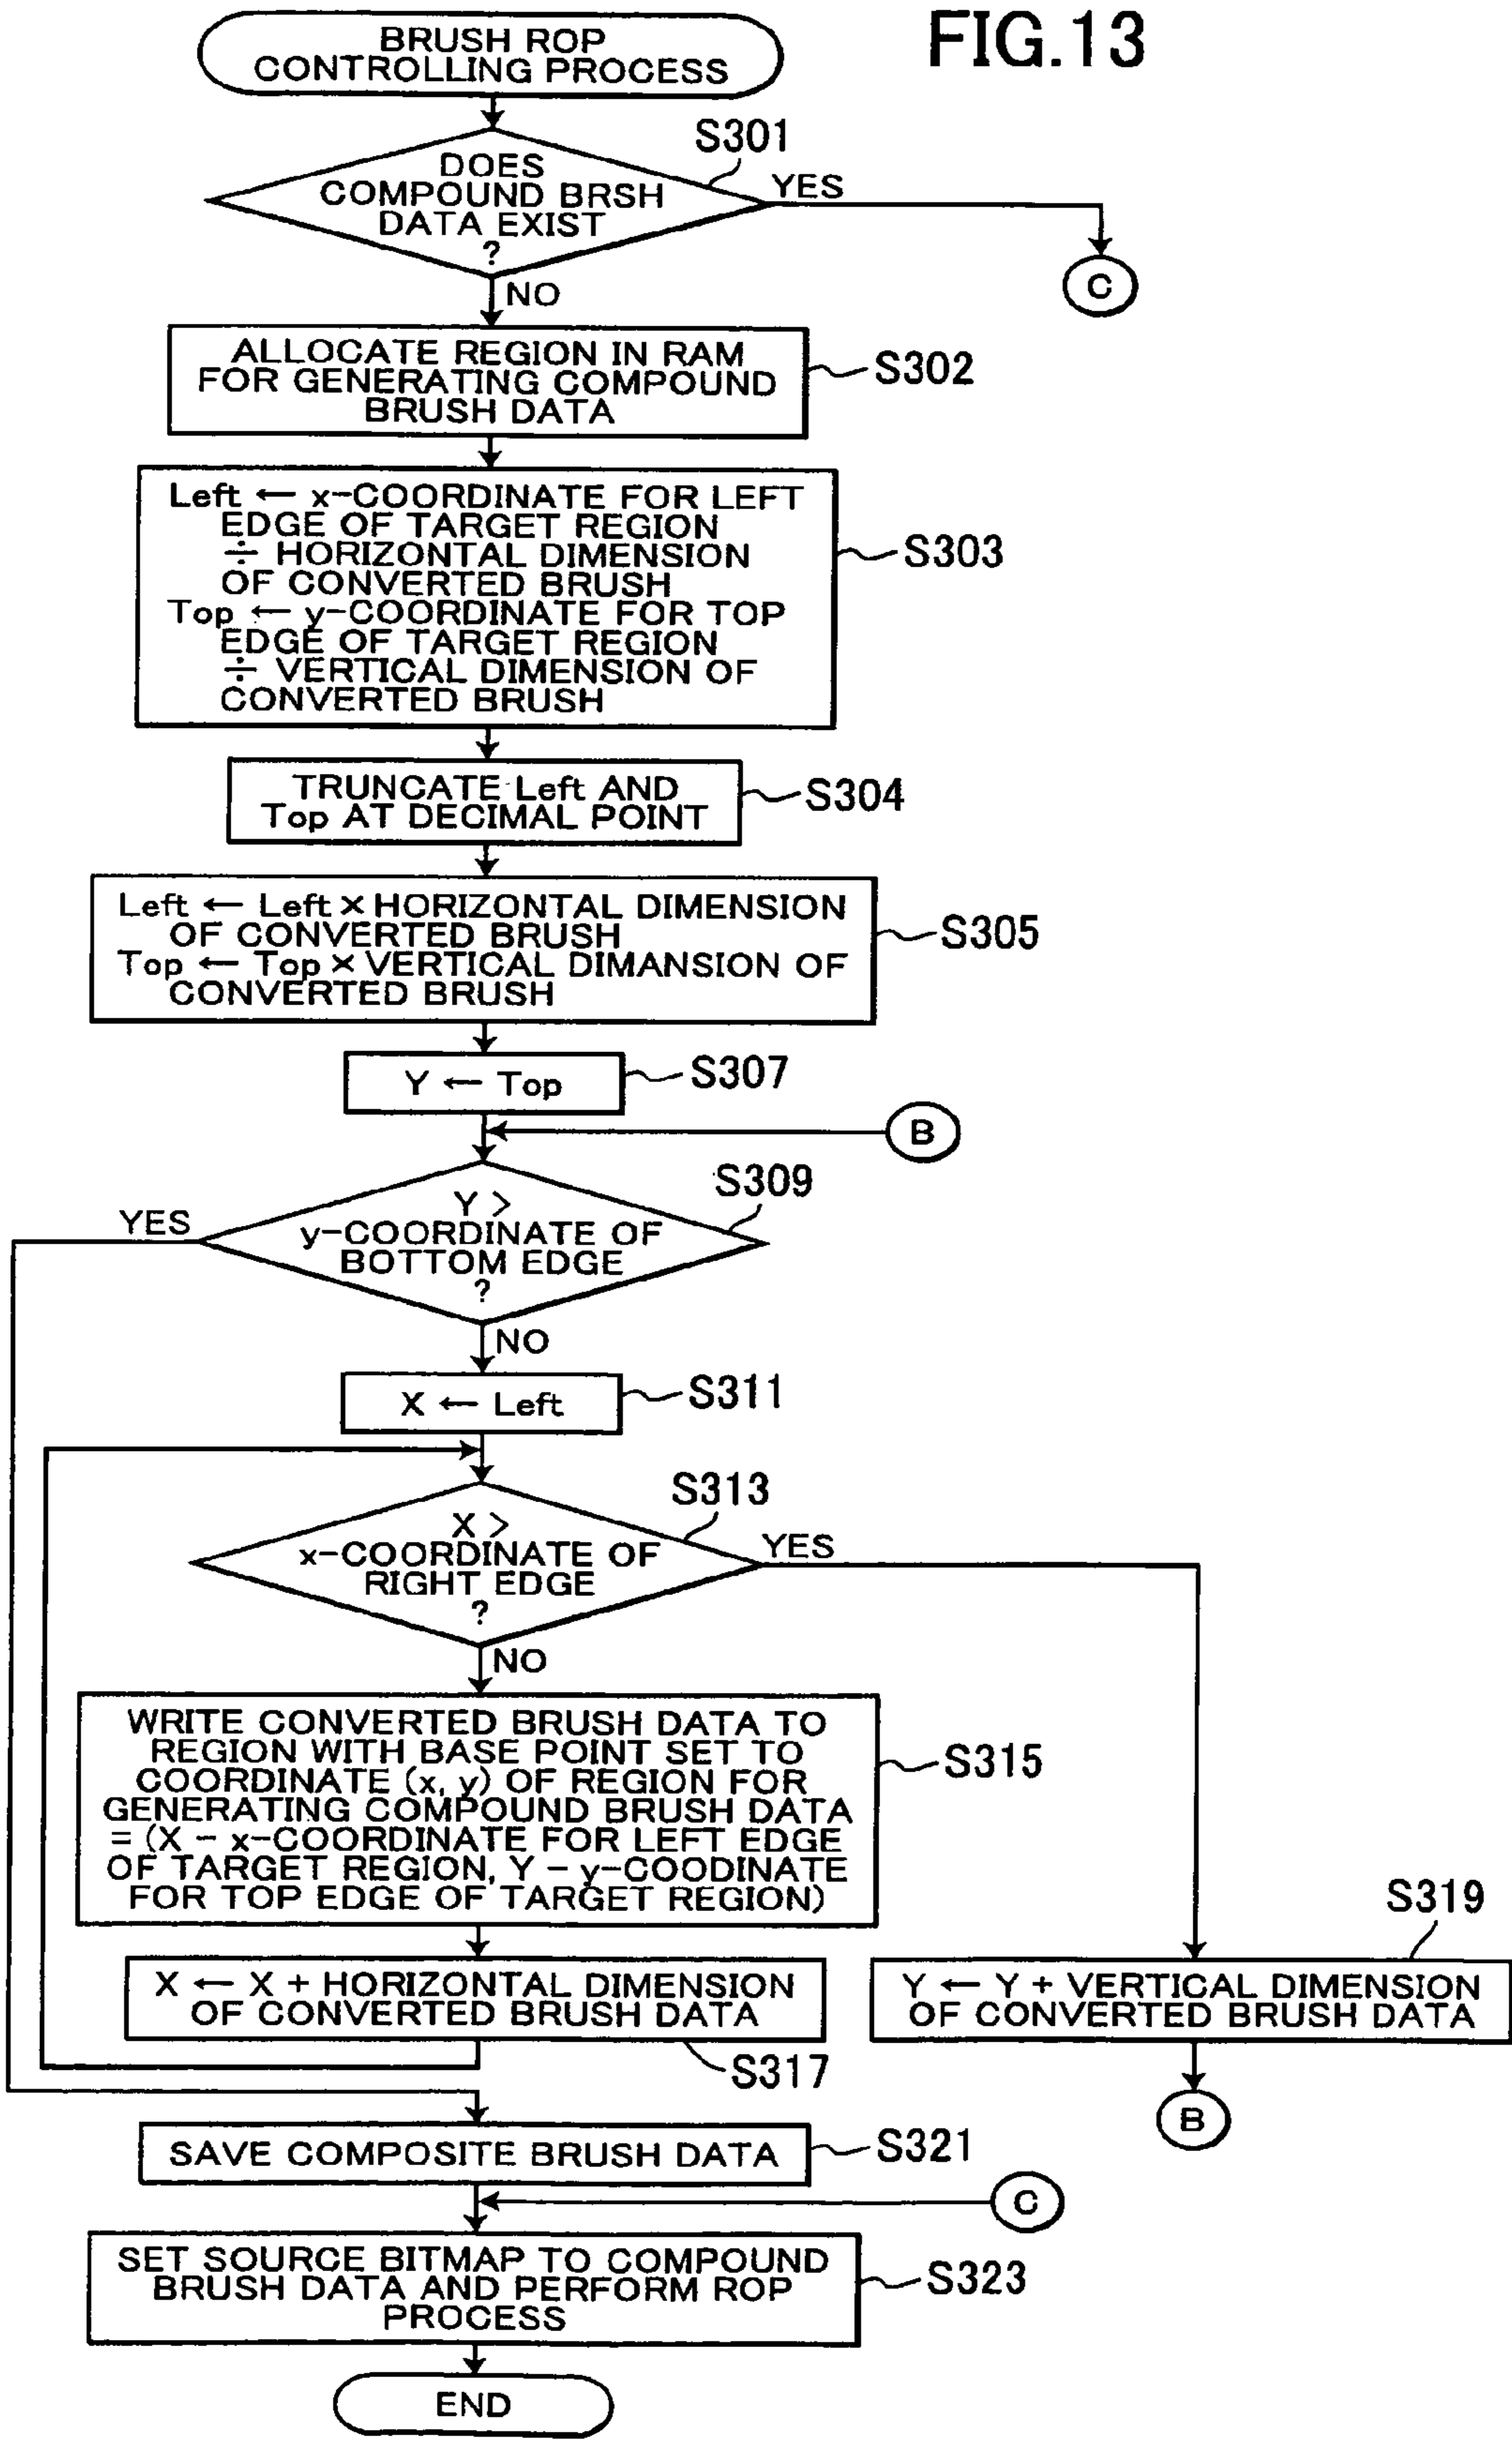 FIG.13
BRUSH ROP
CONTROLLING PROCESS
S301
DOES
COMPOUND BRSH
DATA EXIST
?
YES
C
NO
ALLOCATE REGION IN RAM
FOR GENERATING COMPOUND
BRUSH DATA
S302
Left ← x-COORDINATE FOR LEFT
EDGE OF TARGET REGION
÷ HORIZONTAL DIMENSION
OF CONVERTED BRUSH
Top ← y-COORDINATE FOR TOP
EDGE OF TARGET REGION
÷ VERTICAL DIMENSION OF
CONVERTED BRUSH
S303
TRUNCATE Left AND
Top AT DECIMAL POINT
S304
Left ← Left × HORIZONTAL DIMENSION
OF CONVERTED BRUSH
Top ← Top × VERTICAL DIMANSION OF
CONVERTED BRUSH
S305
Y ← Top
S307
B
S309
Y >
y-COORDINATE OF
BOTTOM EDGE
?
YES
NO
X ← Left
S311
S313
X >
x-COORDINATE OF
RIGHT EDGE
?
YES
NO
WRITE CONVERTED BRUSH DATA TO
REGION WITH BASE POINT SET TO
COORDINATE (x, y) OF REGION FOR
GENERATING COMPOUND BRUSH DATA
= (X - x-COORDINATE FOR LEFT EDGE
OF TARGET REGION, Y - y-COODINATE
FOR TOP EDGE OF TARGET REGION)
S315
X ← X + HORIZONTAL DIMENSION
OF CONVERTED BRUSH DATA
S317
S319
Y ← Y + VERTICAL DIMENSION
OF CONVERTED BRUSH DATA
B
SAVE COMPOSITE BRUSH DATA
S321
C
SET SOURCE BITMAP TO COMPOUND
BRUSH DATA AND PERFORM ROP
PROCESS
S323
END